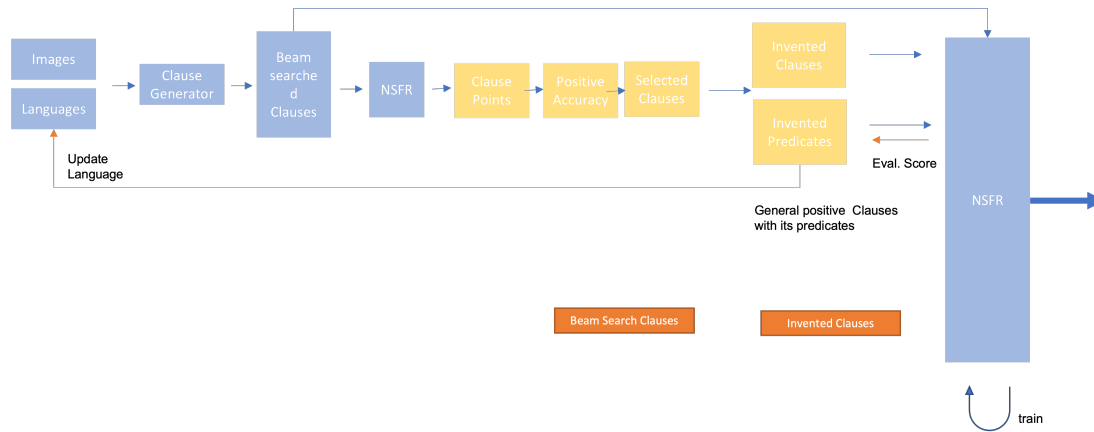 Images
Languages
Clause
Generator
Beam
searche
d
Clauses
NSFR
Clause
Points
Positive
Accuracy
Selected
Clauses
Invented
Clauses
Invented
Predicates
Eval. Score
NSFR
Update
Language
General positive Clauses
with its predicates
Beam Search Clauses
Invented Clauses
train